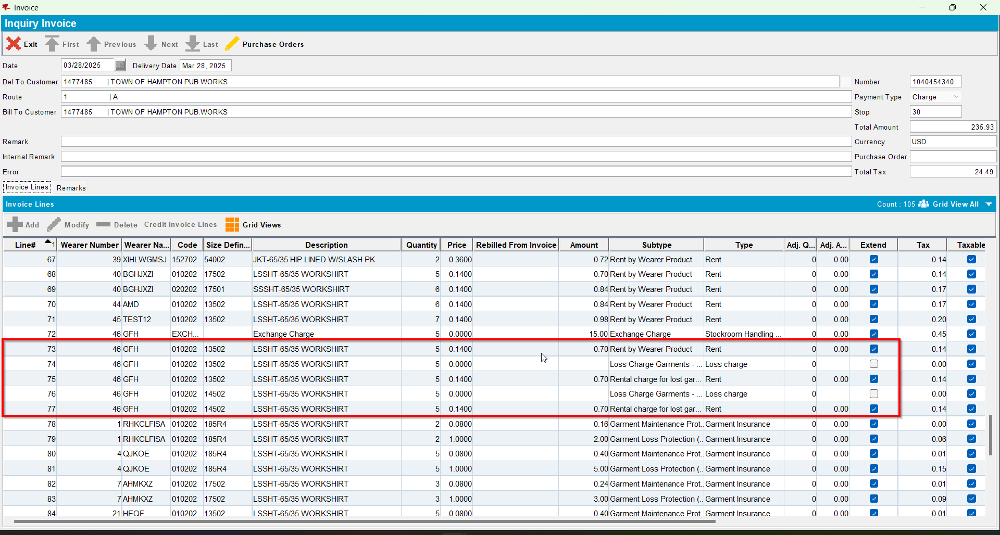 Invoice
Inquiry Invoice
Exit First Previous Next Last Purchase Orders
Date 03/28/2025 Delivery Date Mar 28, 2025
Del To Customer 1477485 | TOWN OF HAMPTON PUB.WORKS ... Number 1040454340
Route 1 | A Payment Type Charge
Bill To Customer 1477485 | TOWN OF HAMPTON PUB.WORKS Stop 30
Total Amount 235.93
Remark Currency USD
Internal Remark Purchase Order
Error Total Tax 24.49
Invoice Lines Remarks
Invoice Lines Count : 105 Grid View All
Add Modify Delete Credit Invoice Lines Grid Views
Line# 1 Wearer Number Wearer Na... Code Size Defin... Description Quantity Price Rebilled From Invoice Amount Subtype Type Adj. Q... Adj. A... Extend Tax Taxable
67 39 XIHLWGMSJ 152702 54002 JKT-65/35 HIP LINED W/SLASH PK 2 0.3600 0.72 Rent by Wearer Product Rent 0 0.00 0.14
68 40 BGHJXZI 010202 17502 LSSHT-65/35 WORKSHIRT 5 0.1400 0.70 Rent by Wearer Product Rent 0 0.00 0.14
69 40 BGHJXZI 020202 17501 SSSHT-65/35 WORKSHIRT 6 0.1400 0.84 Rent by Wearer Product Rent 0 0.00 0.17
70 44 AMD 010202 13502 LSSHT-65/35 WORKSHIRT 6 0.1400 0.84 Rent by Wearer Product Rent 0 0.00 0.17
71 45 TEST12 010202 13502 LSSHT-65/35 WORKSHIRT 7 0.1400 0.98 Rent by Wearer Product Rent 0 0.00 0.20
72 46 GFH EXCH... Exchange Charge 5 0.0000 15.00 Exchange Charge Stockroom Handling ... 0 0.00 0.45
73 46 GFH 010202 13502 LSSHT-65/35 WORKSHIRT 5 0.1400 0.70 Rent by Wearer Product Rent 0 0.00 0.14
74 46 GFH 010202 13502 LSSHT-65/35 WORKSHIRT 5 0.0000 Loss Charge Garments - ... Loss charge 0 0.00
75 46 GFH 010202 13502 LSSHT-65/35 WORKSHIRT 5 0.1400 0.70 Rental charge for lost gar... Rent 0 0.00 0.14
76 46 GFH 010202 14502 LSSHT-65/35 WORKSHIRT 5 0.0000 Loss Charge Garments - ... Loss charge 0 0.00
77 46 GFH 010202 14502 LSSHT-65/35 WORKSHIRT 5 0.1400 0.70 Rental charge for lost gar... Rent 0 0.00 0.14
78 1 RHKCLFISA 010202 185R4 LSSHT-65/35 WORKSHIRT 2 0.0800 0.16 Garment Maintenance Prot.. Garment Insurance 0 0.00 0.00
79 1 RHKCLFISA 010202 185R4 LSSHT-65/35 WORKSHIRT 2 1.0000 2.00 Garment Loss Protection (.. Garment Insurance 0 0.00 0.06
80 4 QJKOE 010202 185R4 LSSHT-65/35 WORKSHIRT 5 0.0800 0.40 Garment Maintenance Prot.. Garment Insurance 0 0.00 0.01
81 4 QJKOE 010202 185R4 LSSHT-65/35 WORKSHIRT 5 1.0000 5.00 Garment Loss Protection (.. Garment Insurance 0 0.00 0.15
82 7 AHMKXZ 010202 17502 LSSHT-65/35 WORKSHIRT 3 0.0800 0.24 Garment Maintenance Prot.. Garment Insurance 0 0.00 0.01
83 7 AHMKXZ 010202 17502 LSSHT-65/35 WORKSHIRT 3 1.0000 3.00 Garment Loss Protection (.. Garment Insurance 0 0.00 0.09
84 21 010202 13502 LSSHT-65/35 WORKSHIRT 5 0.0800 0.40 Garment Maintenance Prot Garment Insurance 0 0.00 0.01